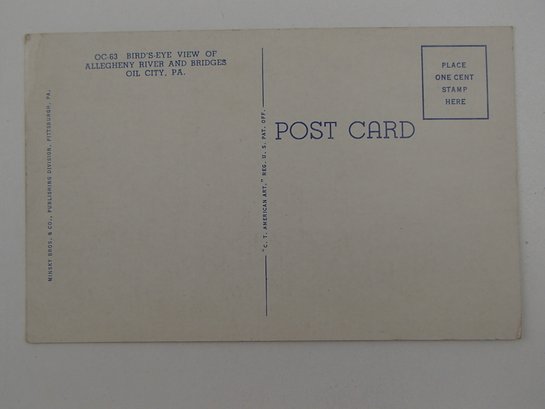 OC-63 BIRD'S-EYE VIEW OF
ALLEGHENY RIVER AND BRIDGES
OIL CITY, PA.
MINSKY BROS. & CO., PUBLISHING DIVISION, PITTSBURGH, PA.
"C. T. AMERICAN ART," REG. U. S. PAT. OFF.
POST CARD
PLACE
ONE CENT
STAMP
HERE